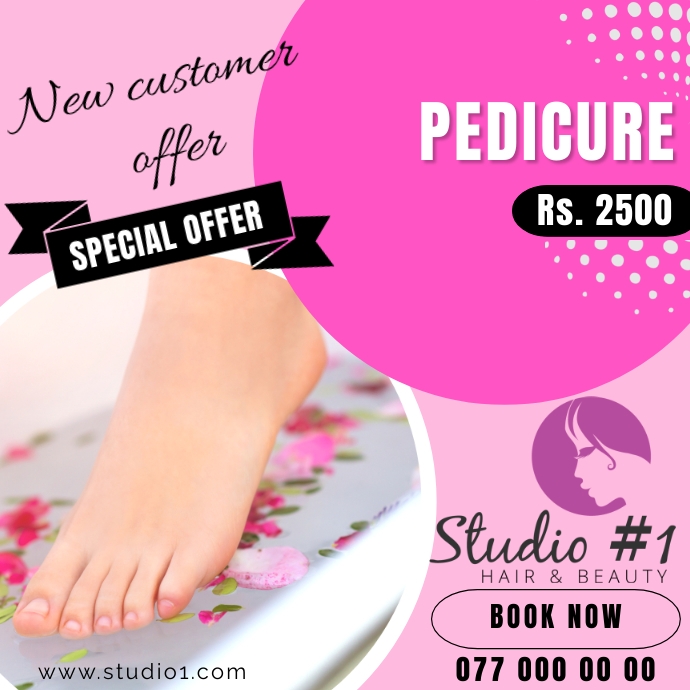 New customer
offer
SPECIAL OFFER
PEDICURE
Rs. 2500
Studio #1
HAIR & BEAUTY
BOOK NOW
077 000 00 00
www.studio1.com